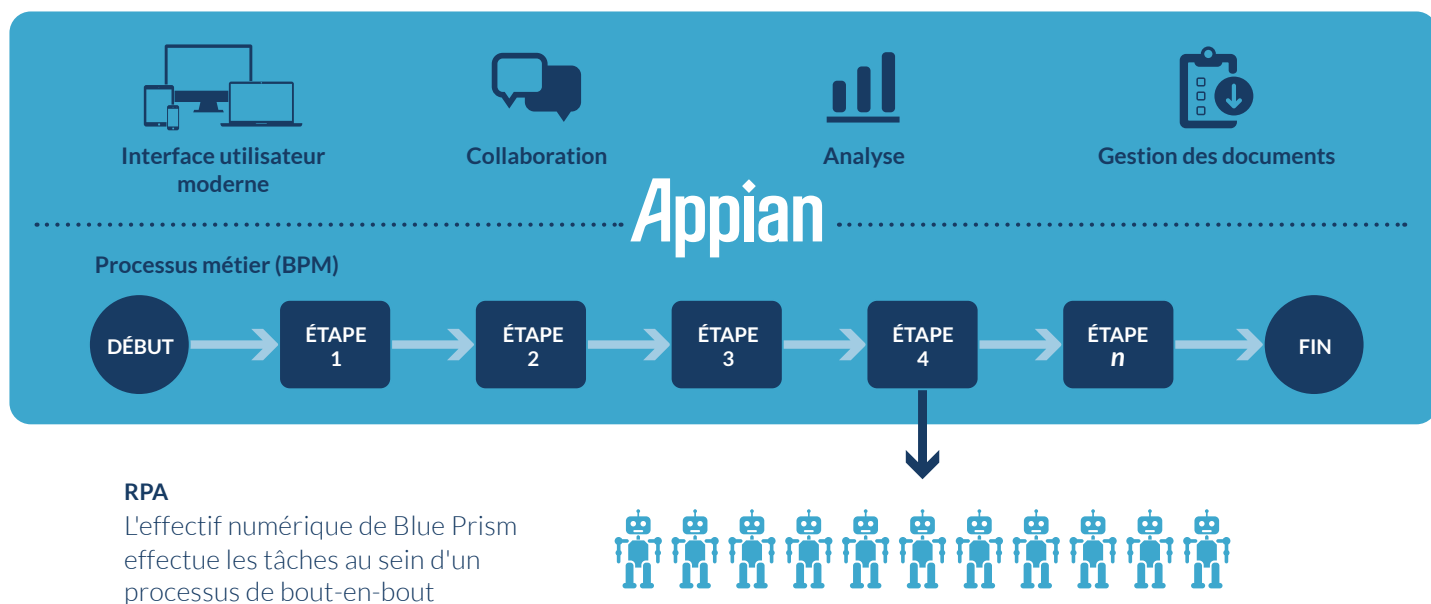 Interface utilisateur
moderne
Collaboration
Analyse
Gestion des documents
Appian
Processus métier (BPM)
DÉBUT
ÉTAPE
1
ÉTAPE
2
ÉTAPE
3
ÉTAPE
4
ÉTAPE
n
FIN
RPA
L'effectif numérique de Blue Prism
effectue les tâches au sein d'un
processus de bout-en-bout